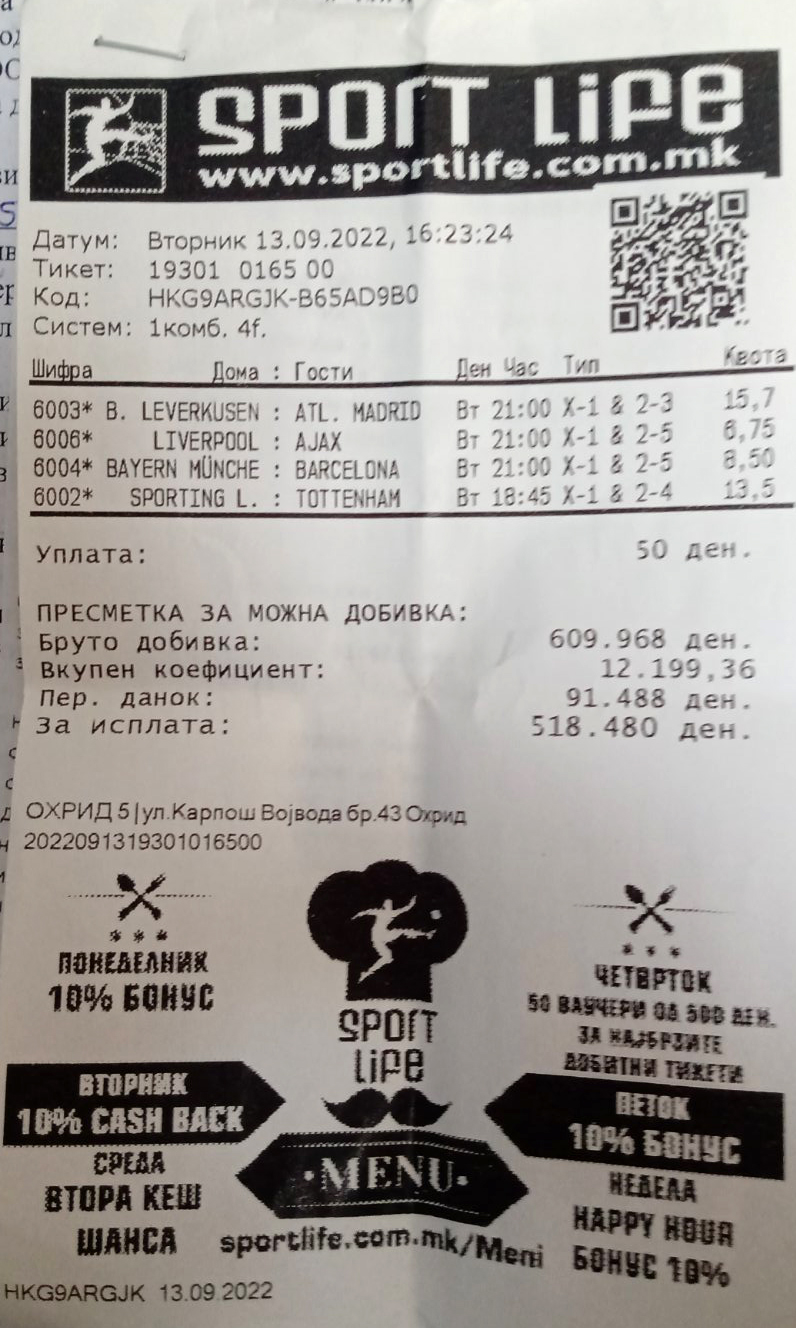 SPORT LIFE
www.sportlife.com.mk
Датум: Вторник 13.09.2022, 16:23:24
Тикет: 19301 0165 00
Код: HKG9ARGJK-B65AD9B0
Систем: 1комб. 4f.
Шифра Дома : Гости Ден Час Тип Квота
6003* B. LEVERKUSEN : ATL. MADRID Вт 21:00 X-1 & 2-3 15,7
6006* LIVERPOOL : AJAX Вт 21:00 X-1 & 2-5 6,75
6004* BAYERN MÜNCHE : BARCELONA Вт 21:00 X-1 & 2-5 8,50
6002* SPORTING L. : TOTTENHAM Вт 18:45 X-1 & 2-4 13,5
Уплата: 50 ден.
ПРЕСМЕТКА ЗА МОЖНА ДОБИВКА:
Бруто добивка: 609.968 ден.
Вкупен коефициент: 12.199,36
Пер. данок: 91.488 ден.
За исплата: 518.480 ден.
ОХРИД 5|ул.Карпош Војвода бр.43 Охрид
2022091319301016500
ПОНЕДЕЛНИК
10% БОНУС
ВТОРНИК
10% CASH BACK
СРЕДА
ВТОРА КЕШ
ШАНСА
SPORT
LIFE
·MENU·
sportlife.com.mk/Meni
ЧЕТВРТОК
50 ВАУЧЕРИ ОД 500 ДЕН.
ЗА НАЈБРЗИТЕ
ДОБИТНИ ТИКЕТИ
ПЕТОК
10% БОНУС
НЕДЕЛА
HAPPY HOUR
БОНУС 10%
HKG9ARGJK 13.09.2022